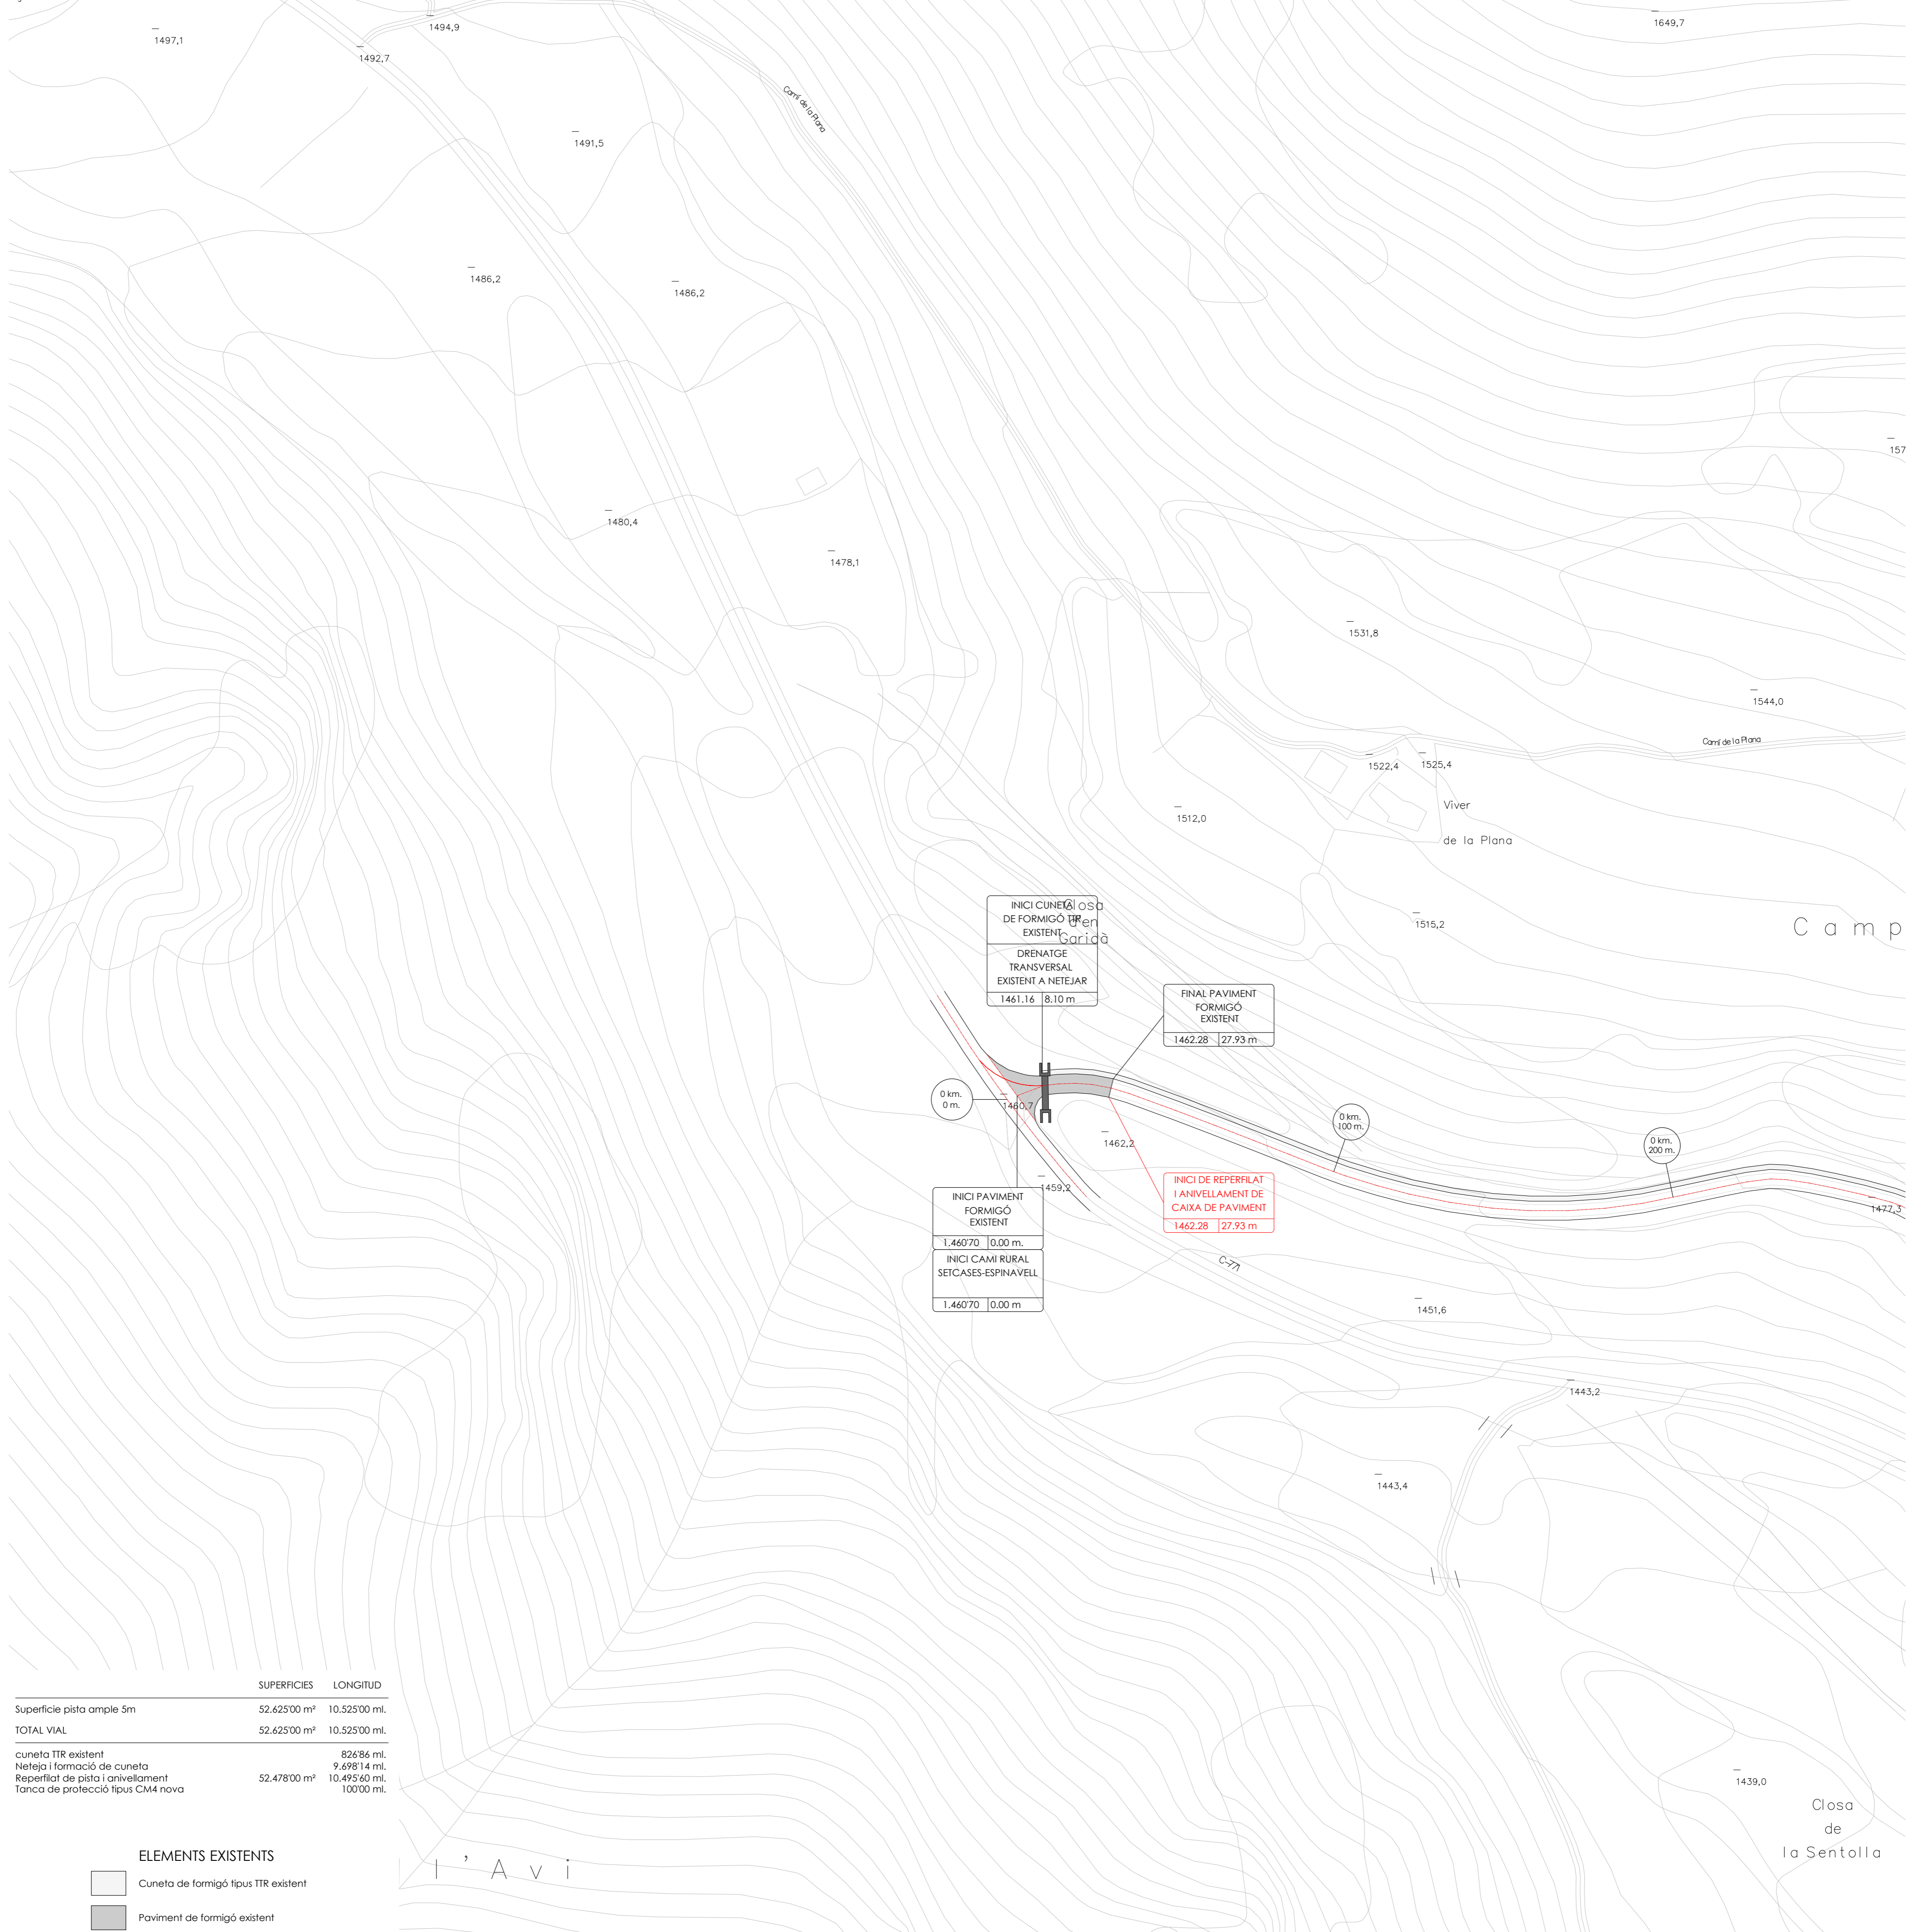 1494,9
1649,7
1497,1
1492,7
Camí de la Plana
1491,5
1486,2
1486,2
157
1480,4
1478,1
1531,8
1544,0
Camí de la Plana
1522,4
1525,4
Viver
de la Plana
1512,0
1515,2
Camp
Closa
d'en
Garidà
INICI CUNETA
DE FORMIGÓ TTR
EXISTENT
DRENATGE
TRANSVERSAL
EXISTENT A NETEJAR
1461.16 8.10 m
FINAL PAVIMENT
FORMIGÓ
EXISTENT
1462.28 27.93 m
0 km.
0 m.
1460,7
0 km.
100 m.
1462,2
0 km.
200 m.
1459,2
INICI DE REPERFILAT
I ANIVELLAMENT DE
CAIXA DE PAVIMENT
1462.28 27.93 m
1477,3
INICI PAVIMENT
FORMIGÓ
EXISTENT
1.460'70 0.00 m.
INICI CAMÍ RURAL
SETCASES-ESPINAVELL
1.460'70 0.00 m
C-771
1451,6
1443,2
1443,4
SUPERFICIES LONGITUD
Superfície pista ample 5m 52.625'00 m² 10.525'00 ml.
TOTAL VIAL 52.625'00 m² 10.525'00 ml.
cuneta TTR existent 826'86 ml.
Neteja i formació de cuneta 9.698'14 ml.
Reperfilat de pista i anivellament 52.478'00 m² 10.495'60 ml.
Tanca de protecció tipus CM4 nova 100'00 ml.
1439,0
Closa
de
la Sentolla
ELEMENTS EXISTENTS
l'Avi
Cuneta de formigó tipus TTR existent
Paviment de formigó existent